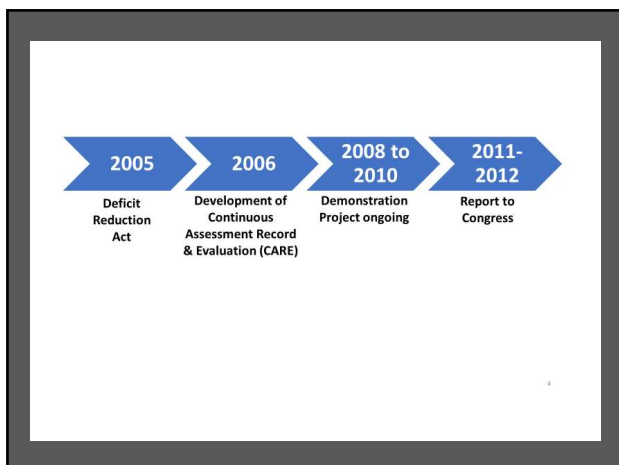 2005
Deficit
Reduction
Act
2006
Development of
Continuous
Assessment Record
& Evaluation (CARE)
2008 to
2010
Demonstration
Project ongoing
2011-
2012
Report to
Congress
4